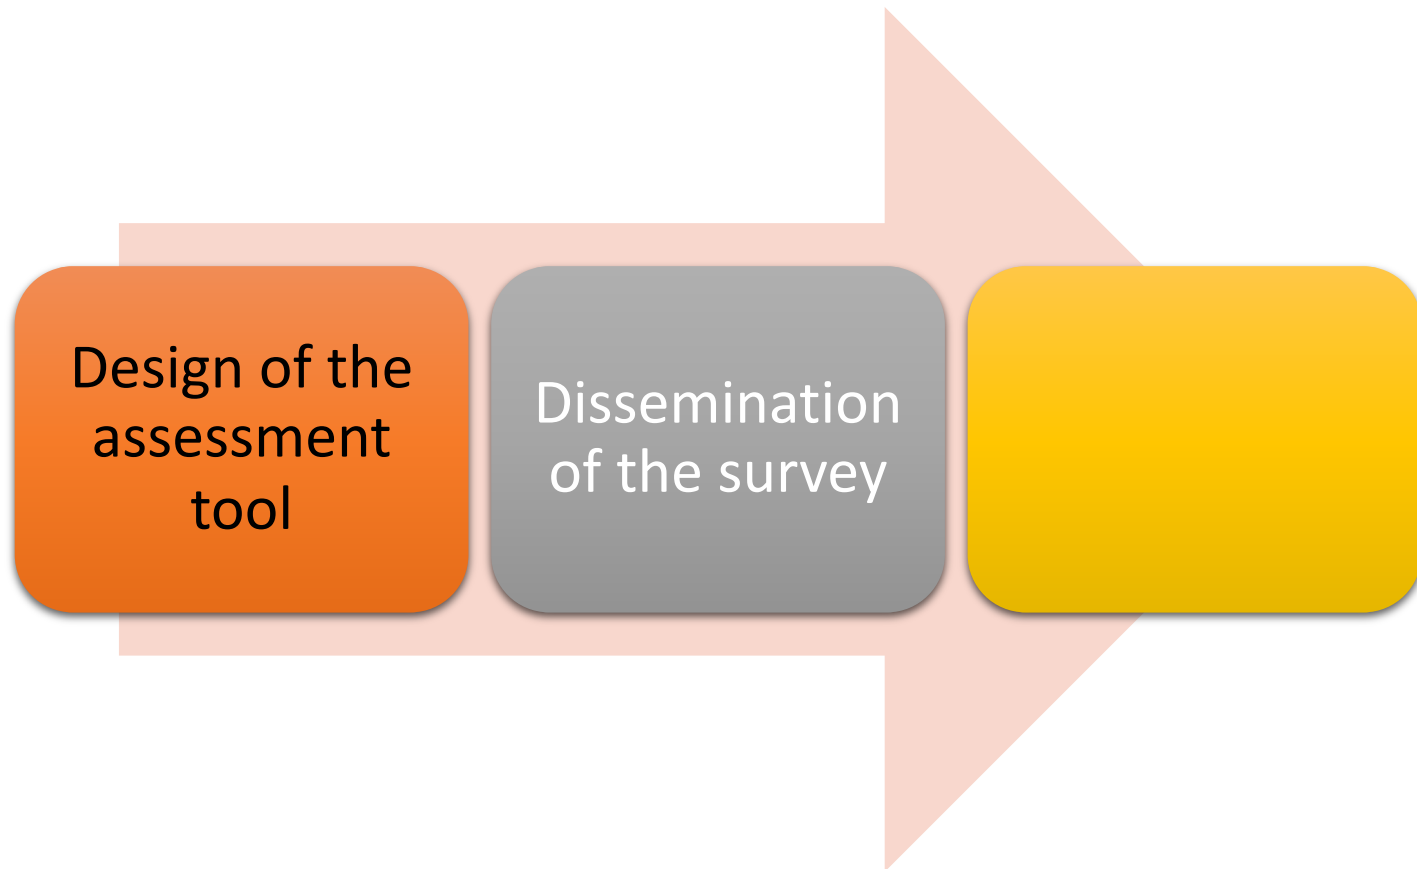 Design of the
assessment
tool
Dissemination
of the survey